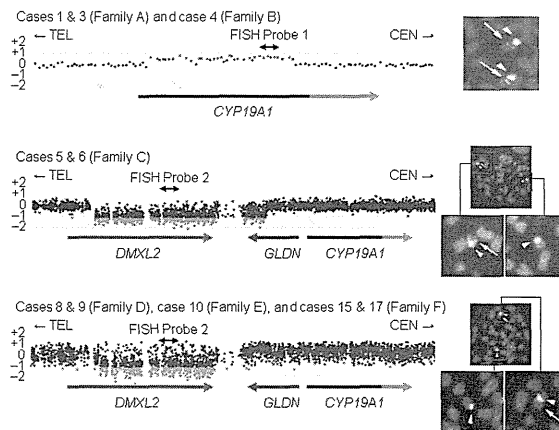 Cases 1 & 3 (Family A) and case 4 (Family B)
← TEL FISH Probe 1 CEN →
+2
+1
0
−1
−2
CYP19A1
Cases 5 & 6 (Family C)
← TEL FISH Probe 2 CEN →
+2
+1
0
−1
−2
DMXL2 GLDN CYP19A1
Cases 8 & 9 (Family D), case 10 (Family E), and cases 15 & 17 (Family F)
← TEL FISH Probe 2 CEN →
+2
+1
0
−1
−2
DMXL2 GLDN CYP19A1